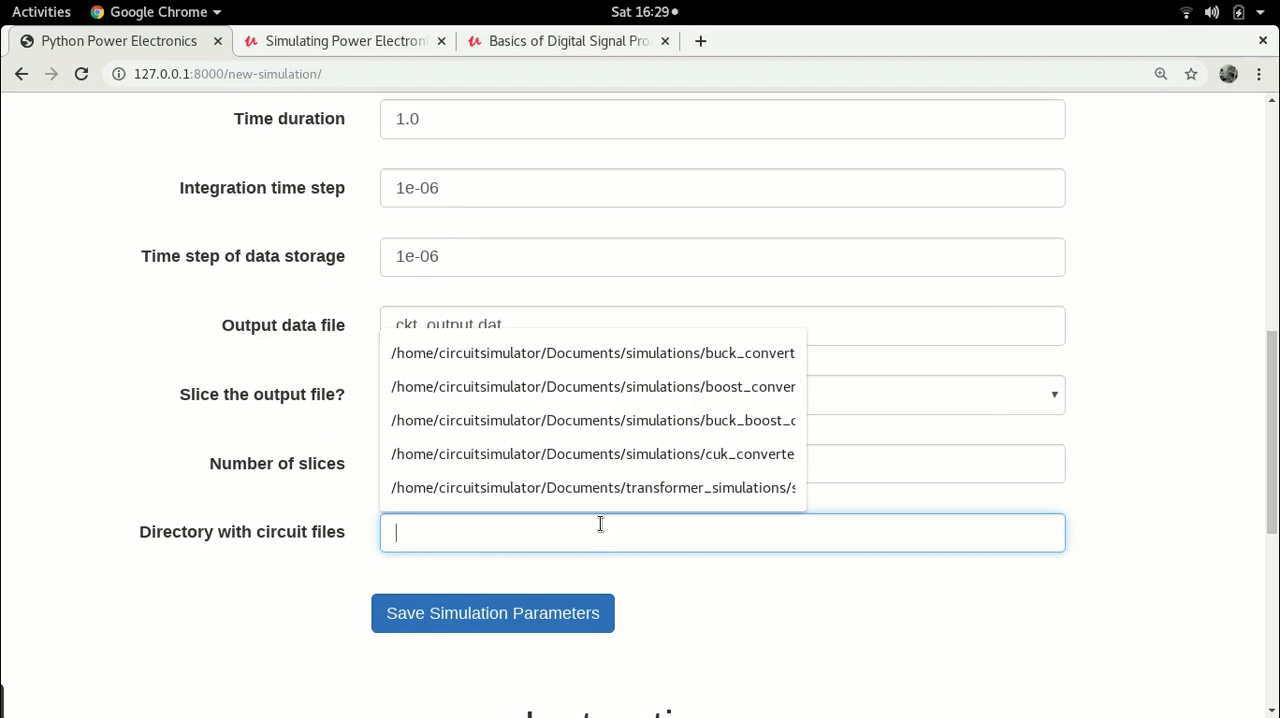 Activities Google Chrome Sat 16:29
Python Power Electronics Simulating Power Electroni Basics of Digital Signal Pro
127.0.0.1:8000/new-simulation/
Time duration 1.0
Integration time step 1e-06
Time step of data storage 1e-06
Output data file ckt_output.dat
/home/circuitsimulator/Documents/simulations/buck_convert
/home/circuitsimulator/Documents/simulations/boost_conver
Slice the output file?
/home/circuitsimulator/Documents/simulations/buck_boost_c
/home/circuitsimulator/Documents/simulations/cuk_converte
Number of slices
/home/circuitsimulator/Documents/transformer_simulations/s
Directory with circuit files
Save Simulation Parameters